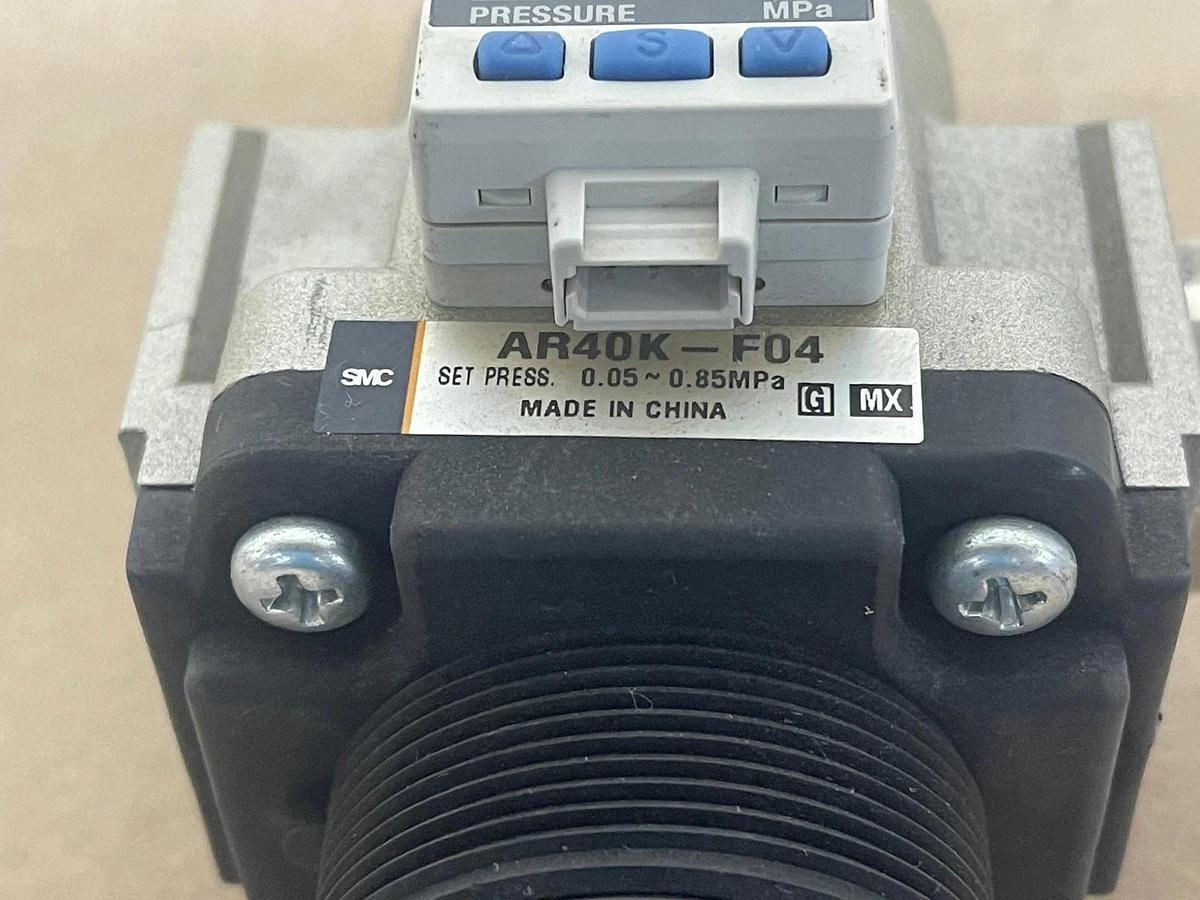 PRESSURE MPa
S
AR40K-F04
SMC
SET PRESS. 0.05~0.85MPa
MADE IN CHINA G MX